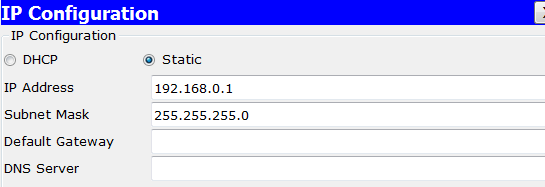 IP Configuration
IP Configuration
DHCP Static
IP Address 192.168.0.1
Subnet Mask 255.255.255.0
Default Gateway
DNS Server